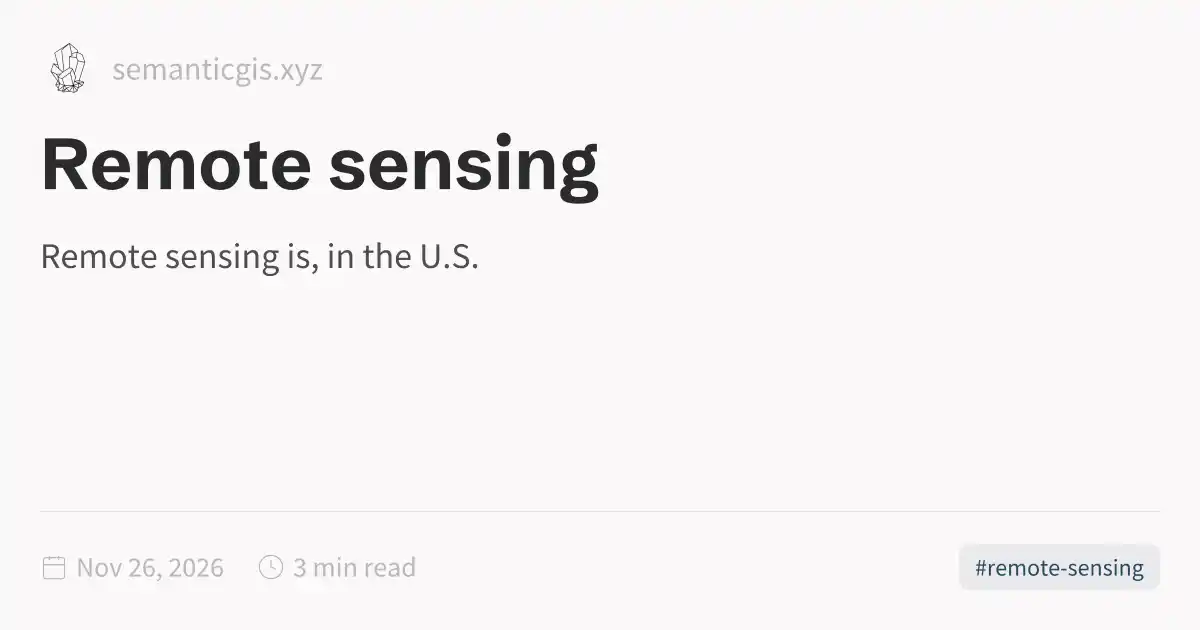 semanticgis.xyz
Remote sensing
Remote sensing is, in the U.S.
Nov 26, 2026 3 min read #remote-sensing